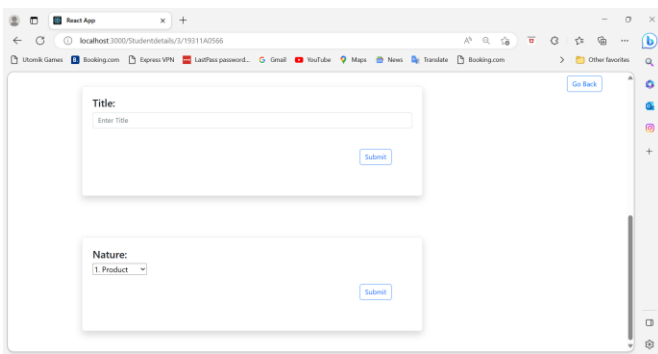 React App
localhost:3000/Studentdetails/3/19311A0566
Utomik Games B. Booking.com Express VPN LastPass password... G Gmail YouTube Maps News Translate Booking.com Other favorites
Go Back
Title:
Enter Title
Submit
Nature:
1. Product
Submit